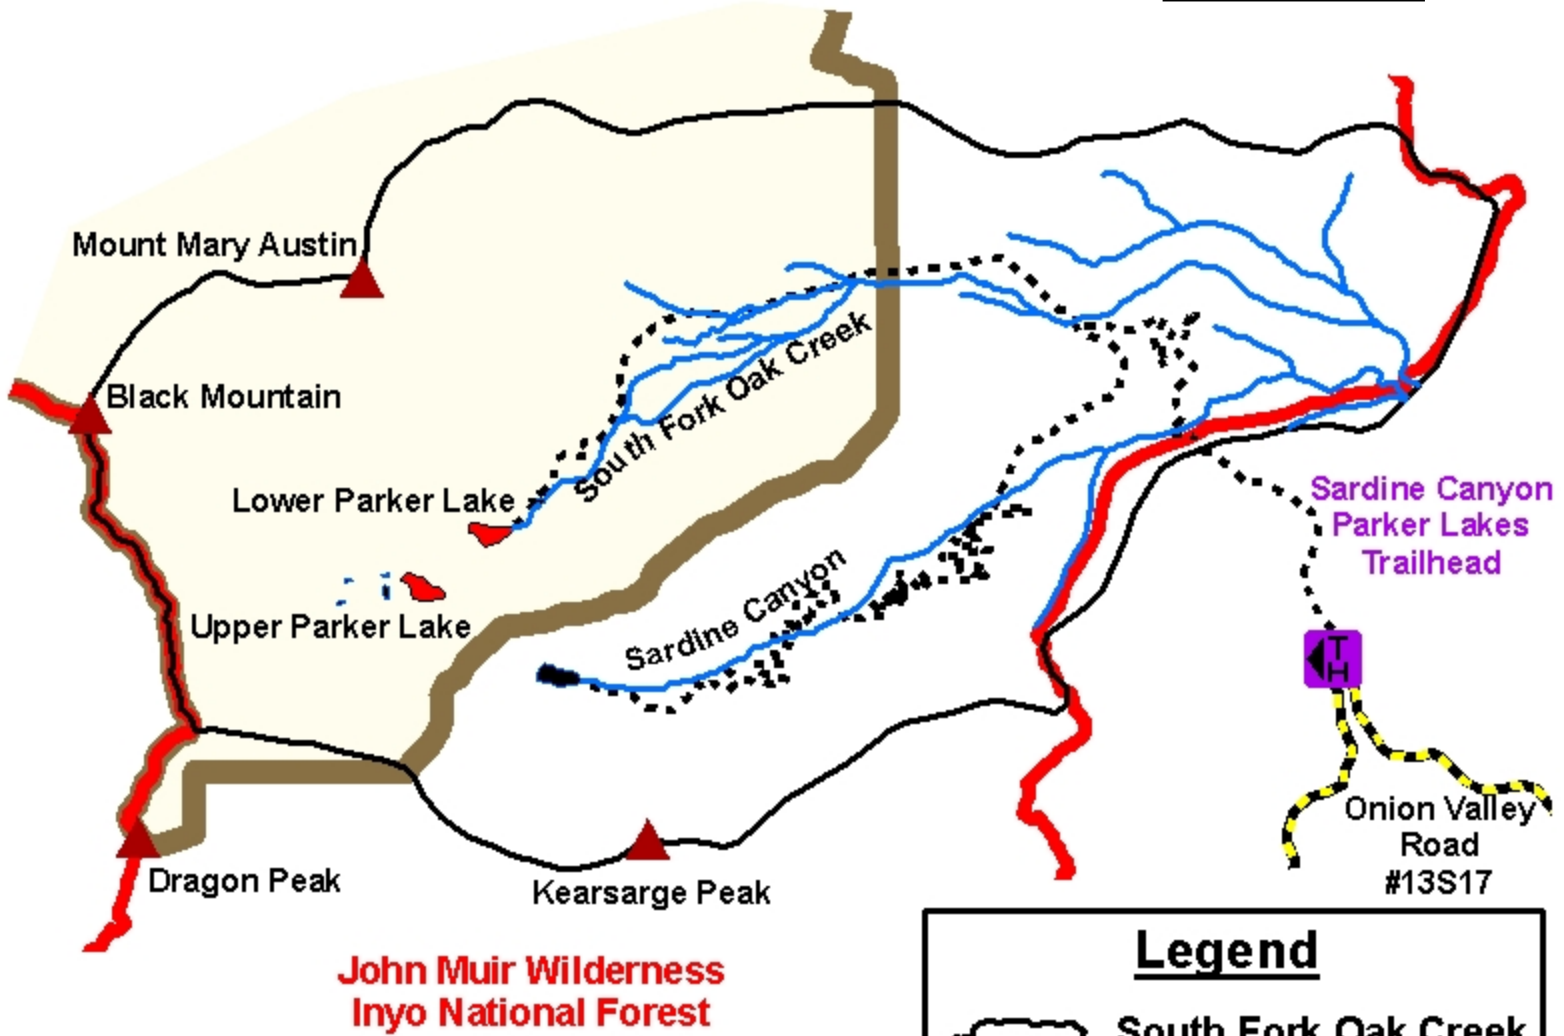 Mount Mary Austin
Black Mountain
South Fork Oak Creek
Lower Parker Lake
Sardine Canyon
Parker Lakes
Trailhead
Sardine Canyon
Upper Parker Lake
TH
Onion Valley
Road
#13S17
Dragon Peak
Kearsarge Peak
John Muir Wilderness
Inyo National Forest
Legend
South Fork Oak Creek